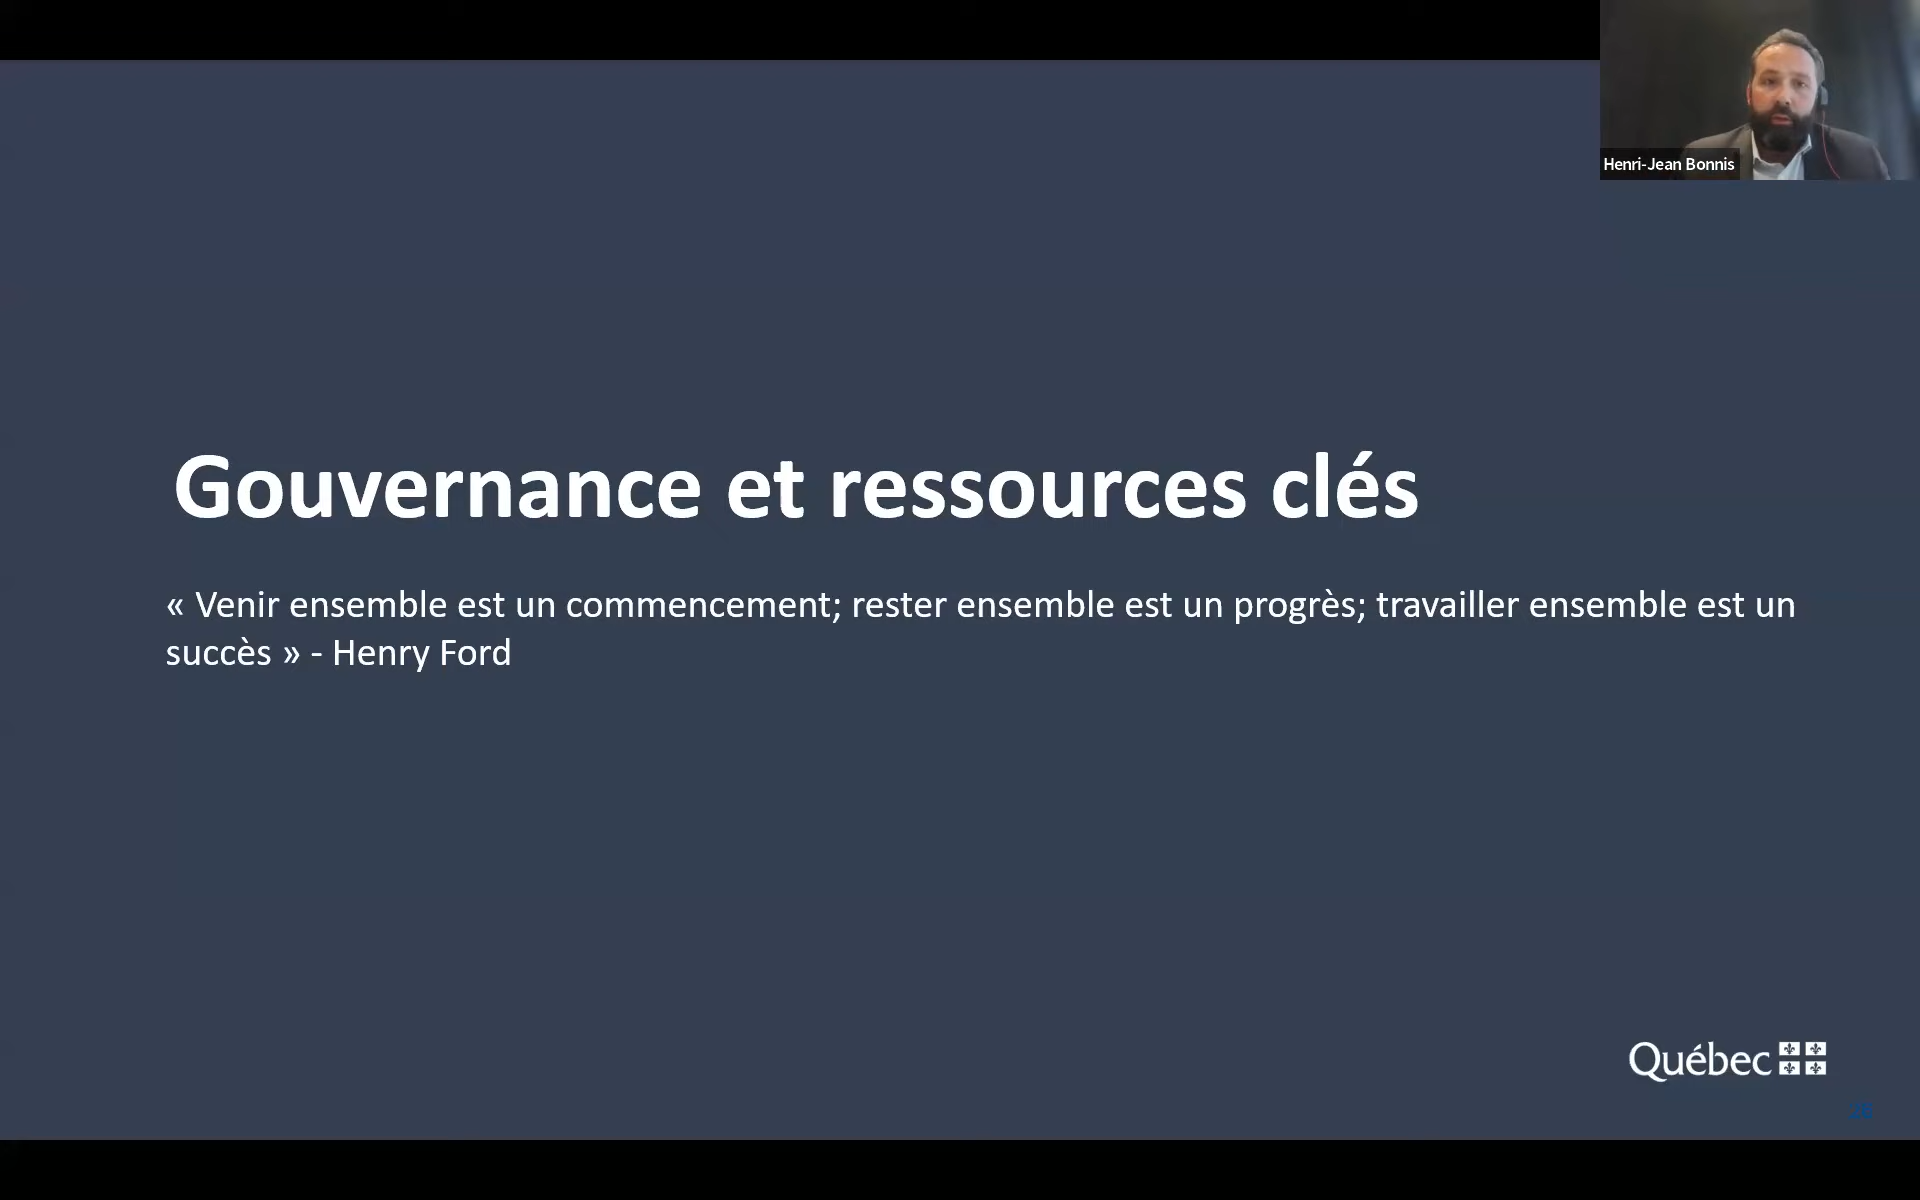 Henri-Jean Bonnis
Gouvernance et ressources clés
« Venir ensemble est un commencement; rester ensemble est un progrès; travailler ensemble est un
succès » - Henry Ford
Québec